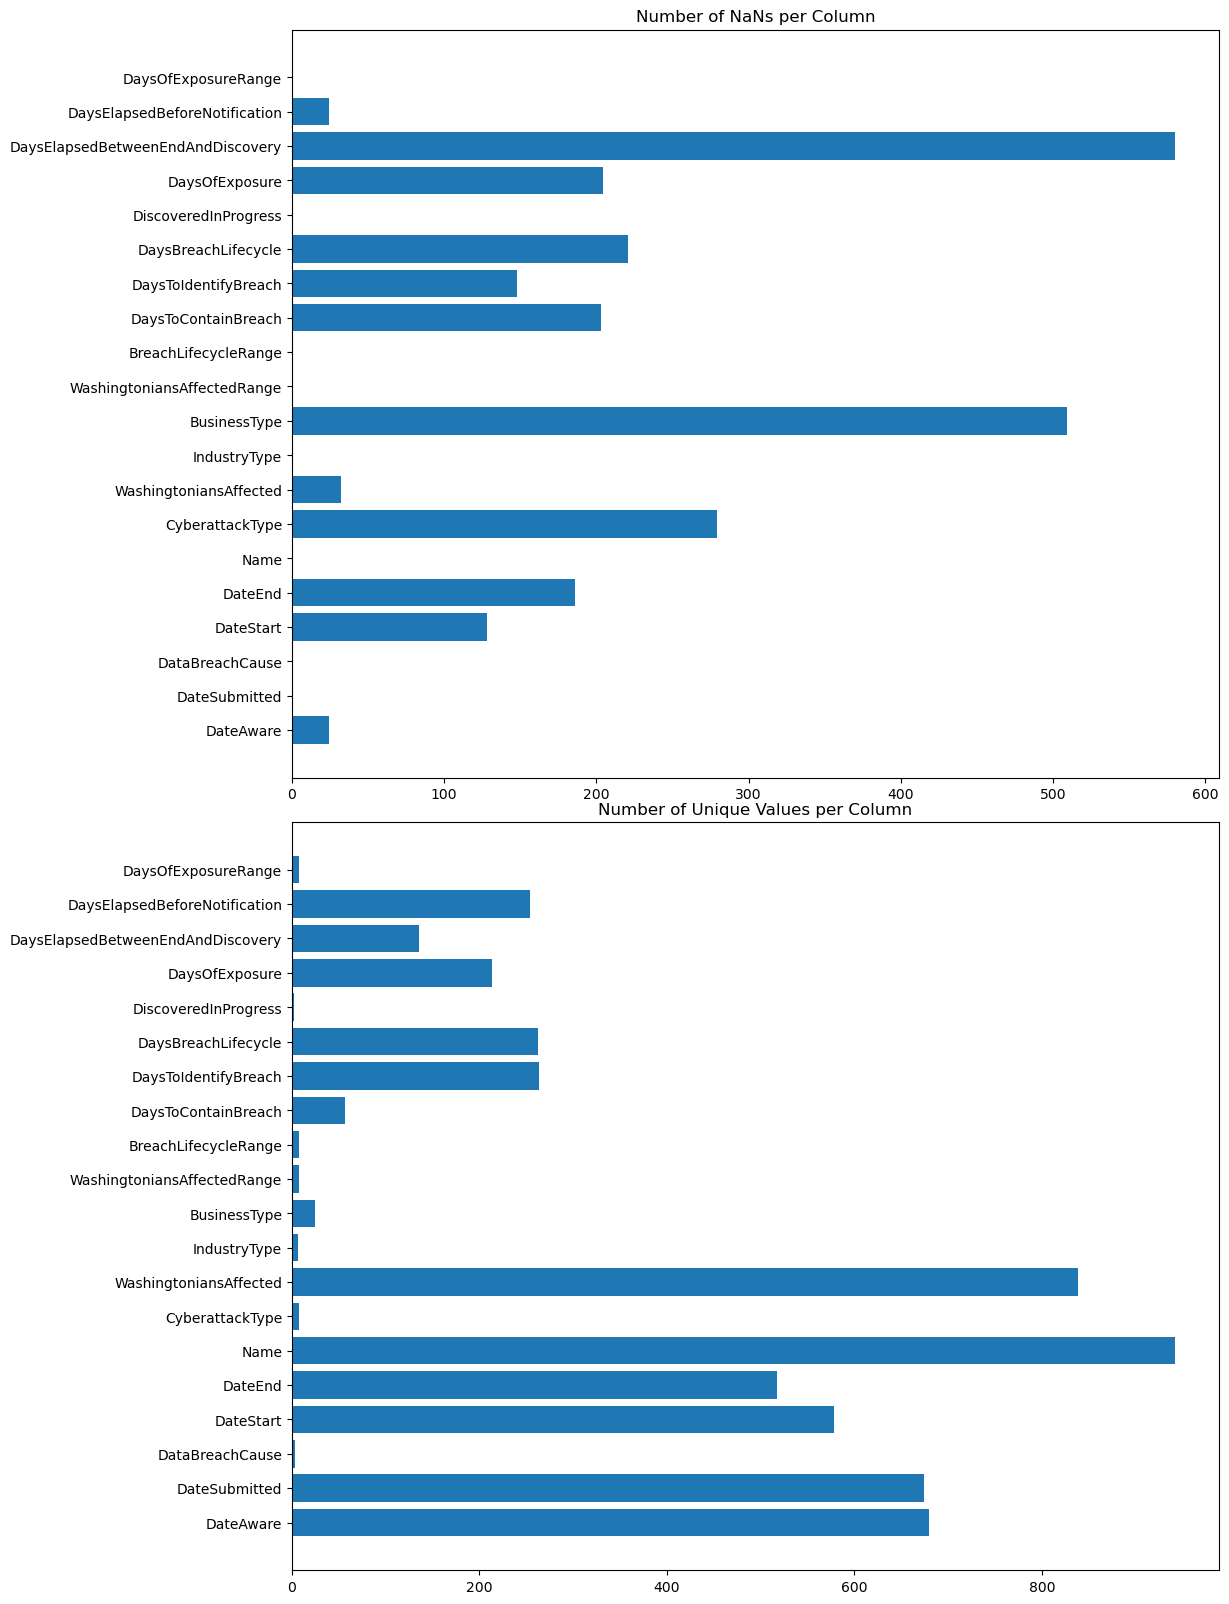 Number of NaNs per Column
DaysOfExposureRange
DaysElapsedBeforeNotification
DaysElapsedBetweenEndAndDiscovery
DaysOfExposure
DiscoveredInProgress
DaysBreachLifecycle
DaysToIdentifyBreach
DaysToContainBreach
BreachLifecycleRange
WashingtoniansAffectedRange
BusinessType
IndustryType
WashingtoniansAffected
CyberattackType
Name
DateEnd
DateStart
DataBreachCause
DateSubmitted
DateAware
0 100 200 300 400 500 600
Number of Unique Values per Column
DaysOfExposureRange
DaysElapsedBeforeNotification
DaysElapsedBetweenEndAndDiscovery
DaysOfExposure
DiscoveredInProgress
DaysBreachLifecycle
DaysToIdentifyBreach
DaysToContainBreach
BreachLifecycleRange
WashingtoniansAffectedRange
BusinessType
IndustryType
WashingtoniansAffected
CyberattackType
Name
DateEnd
DateStart
DataBreachCause
DateSubmitted
DateAware
0 200 400 600 800